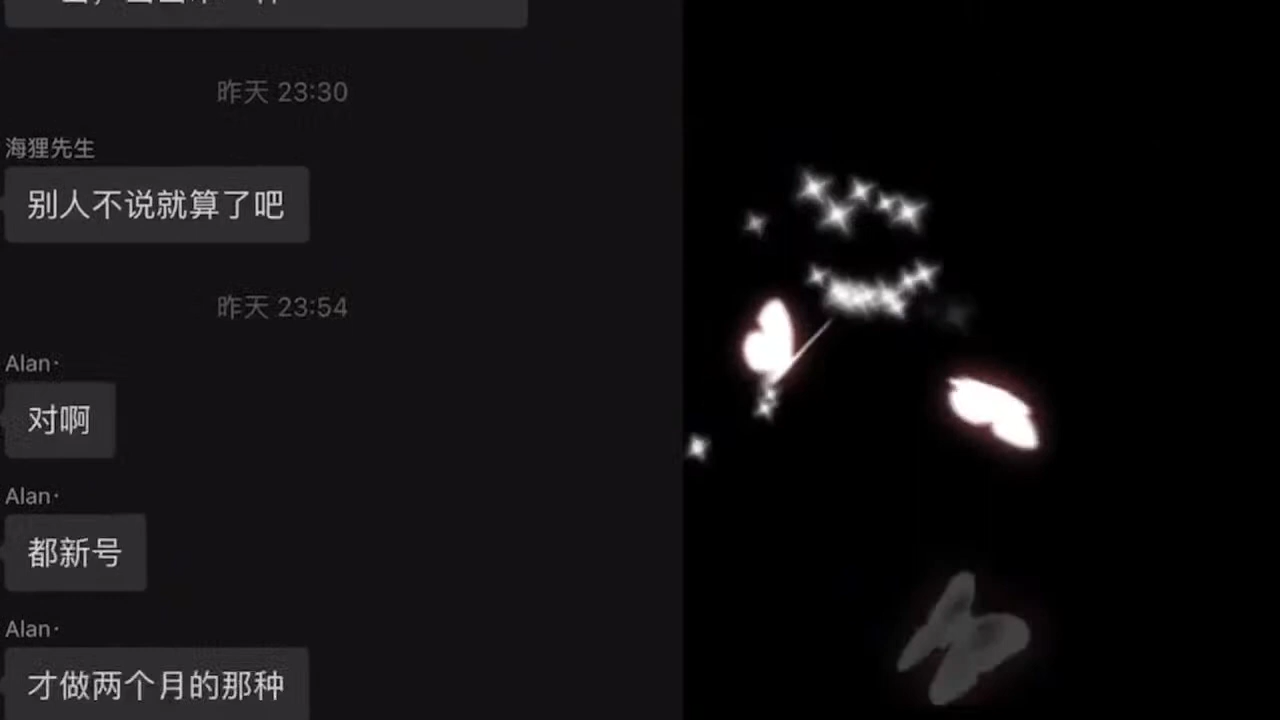 昨天 23:30
海狸先生
别人不说就算了吧
昨天 23:54
Alan·
对啊
Alan·
都新号
Alan·
才做两个月的那种